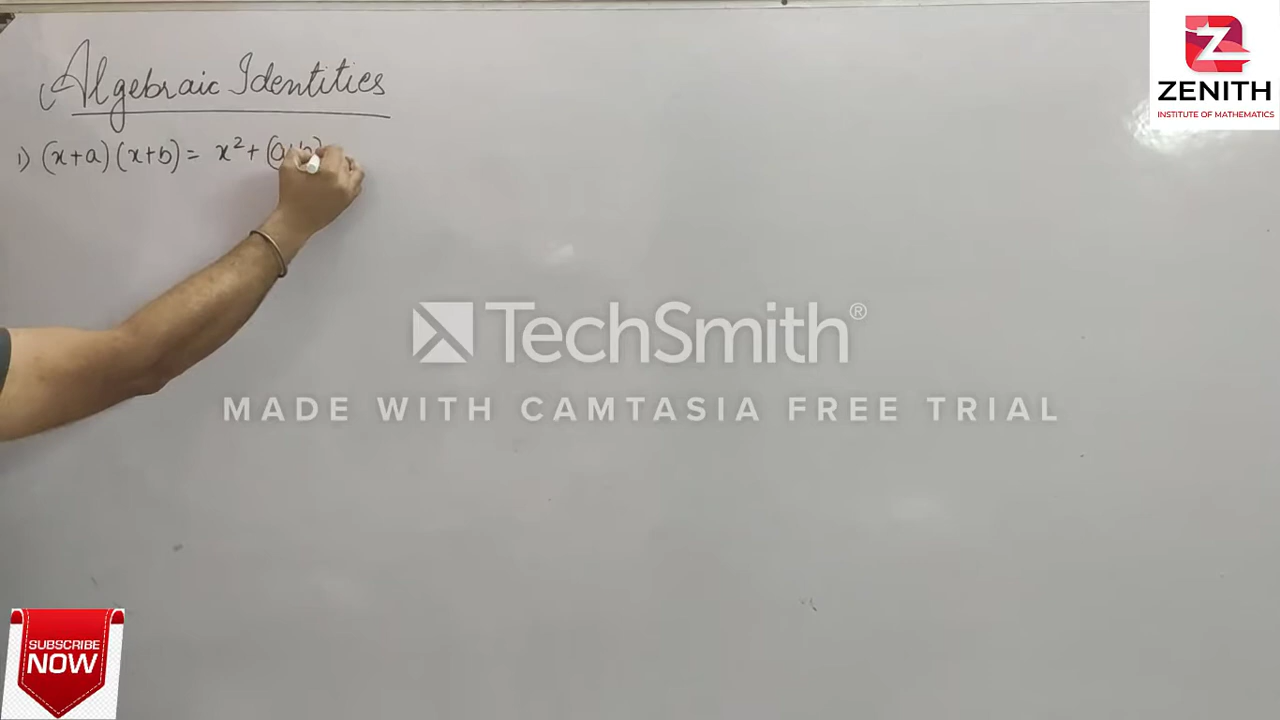 Algebraic Identities
1) (x+a) (x+b) = x² + (a+b)
Z
ZENITH
INSTITUTE OF MATHEMATICS
TechSmith®
MADE WITH CAMTASIA FREE TRIAL
SUBSCRIBE
NOW